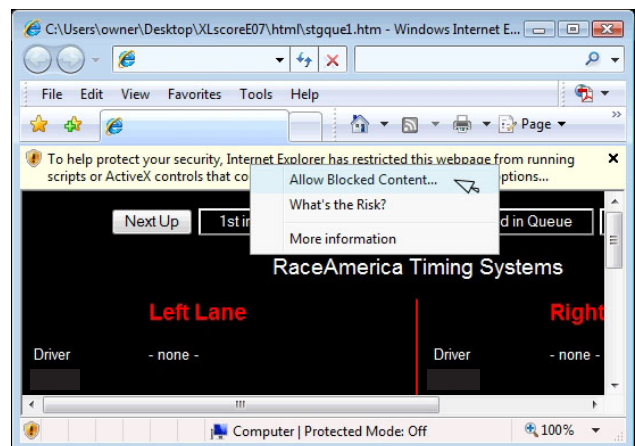 C:\Users\owner\Desktop\XLscoreE07\html\stgque1.htm - Windows Internet E...
File Edit View Favorites Tools Help
Page
To help protect your security, Internet Explorer has restricted this webpage from running
scripts or ActiveX controls that co
ptions...
Allow Blocked Content...
What's the Risk?
More information
Next Up
1st in
d in Queue
RaceAmerica Timing Systems
Left Lane
Right
Driver - none -
Driver - none -
Computer | Protected Mode: Off
100%